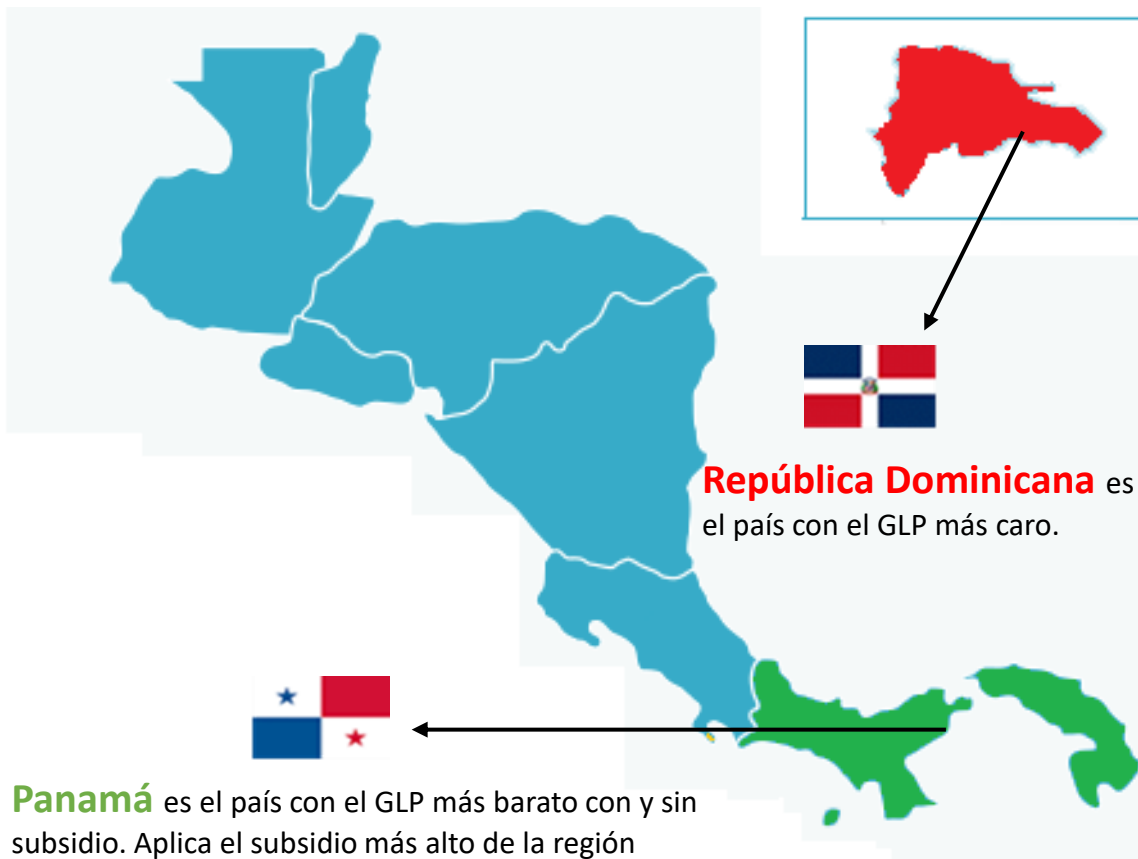 República Dominicana es
el país con el GLP más caro.
Panamá es el país con el GLP más barato con y sin
subsidio. Aplica el subsidio más alto de la región